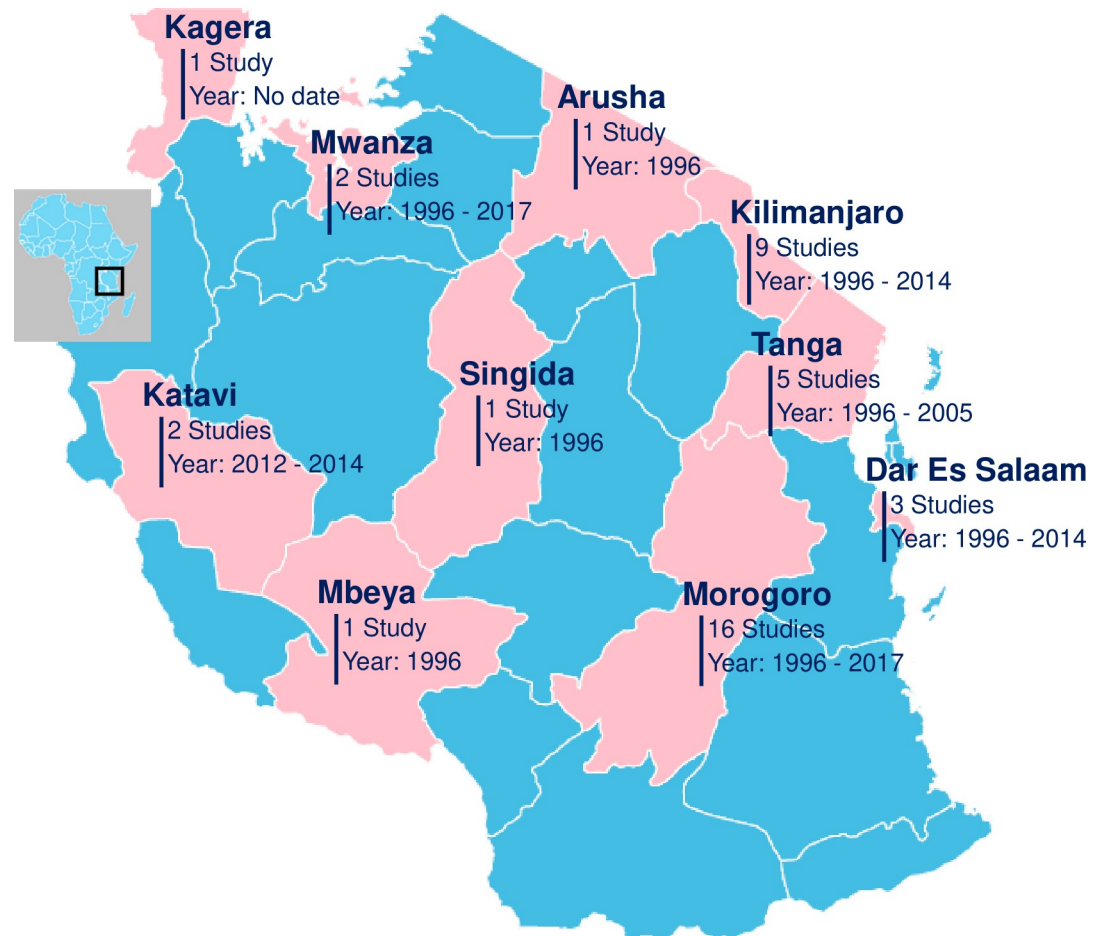 Kagera
1 Study
Year: No date
Arusha
1 Study
Year: 1996
Mwanza
2 Studies
Year: 1996 - 2017
Kilimanjaro
9 Studies
Year: 1996 - 2014
Tanga
5 Studies
Year: 1996 - 2005
Singida
1 Study
Year: 1996
Katavi
2 Studies
Year: 2012 - 2014
Dar Es Salaam
3 Studies
Year: 1996 - 2014
Mbeya
1 Study
Year: 1996
Morogoro
16 Studies
Year: 1996 - 2017